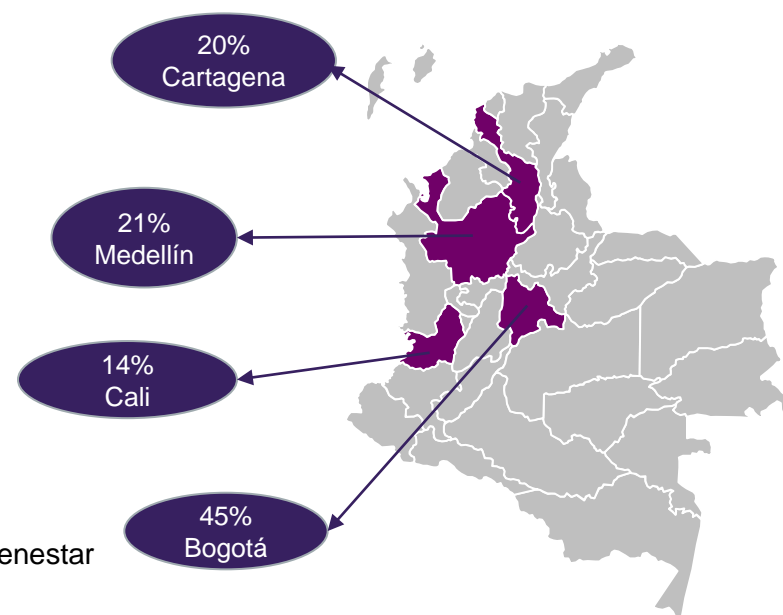 20%
Cartagena
21%
Medellín
14%
Cali
45%
Bogotá
enestar